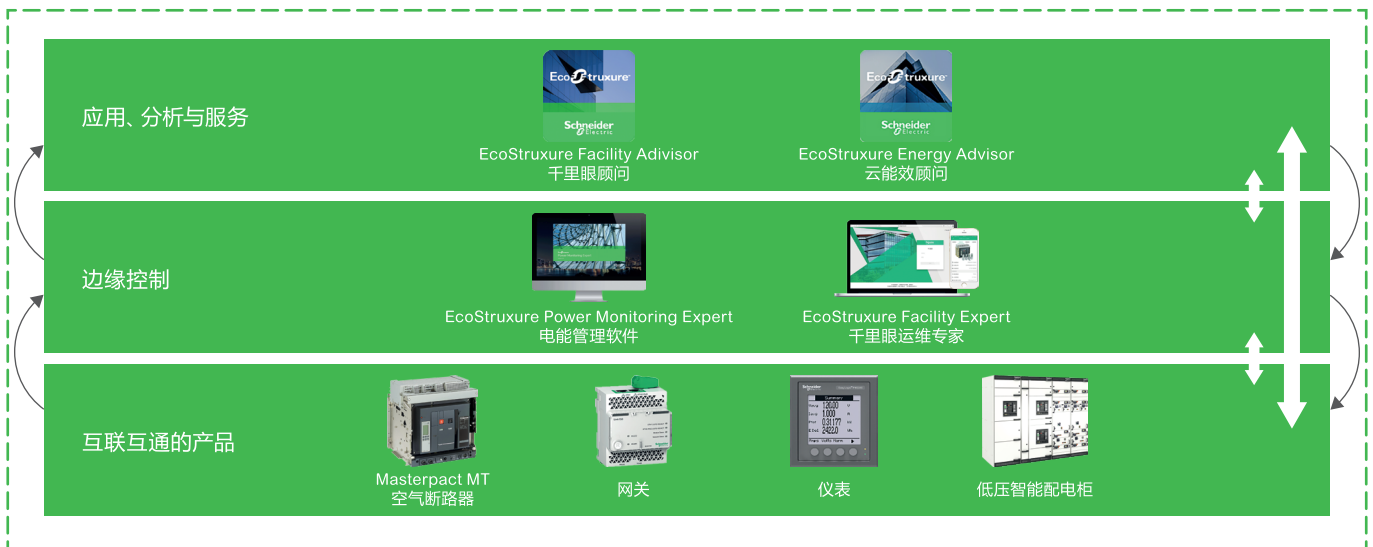 EcoStruxure
Schneider
Electric
EcoStruxure
Schneider
Electric
应用、分析与服务
EcoStruxure Facility Adivisor
千里眼顾问
EcoStruxure Energy Advisor
云能效顾问
边缘控制
EcoStruxure Power Monitoring Expert
电能管理软件
EcoStruxure Facility Expert
千里眼运维专家
Schneider
Summary
互联互通的产品
Masterpact MT
空气断路器
网关
仪表
低压智能配电柜